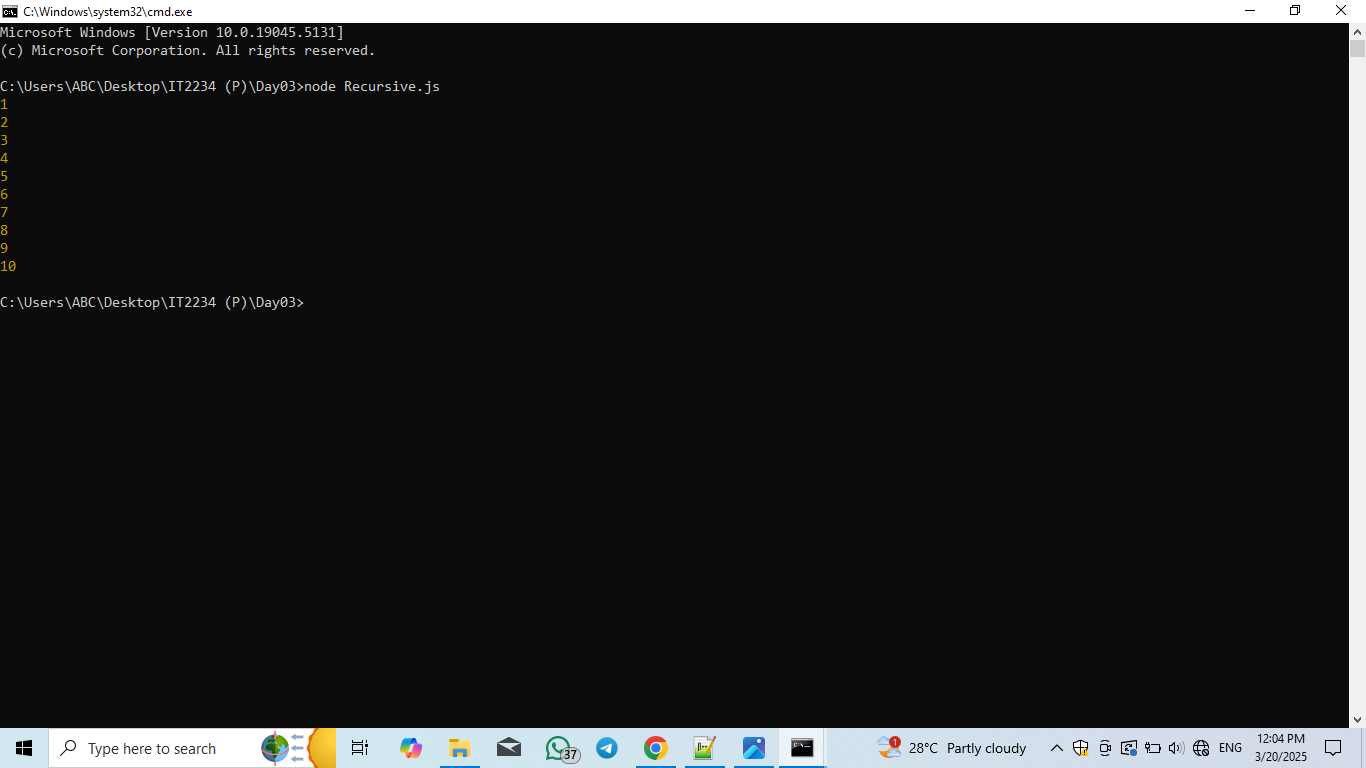 C:\Windows\system32\cmd.exe
Microsoft Windows [Version 10.0.19045.5131]
(c) Microsoft Corporation. All rights reserved.
C:\Users\ABC\Desktop\IT2234 (P)\Day03>node Recursive.js
1
2
3
4
5
6
7
8
9
10
C:\Users\ABC\Desktop\IT2234 (P)\Day03>
Type here to search
37
1
28°C Partly cloudy
ENG
12:04 PM
3/20/2025